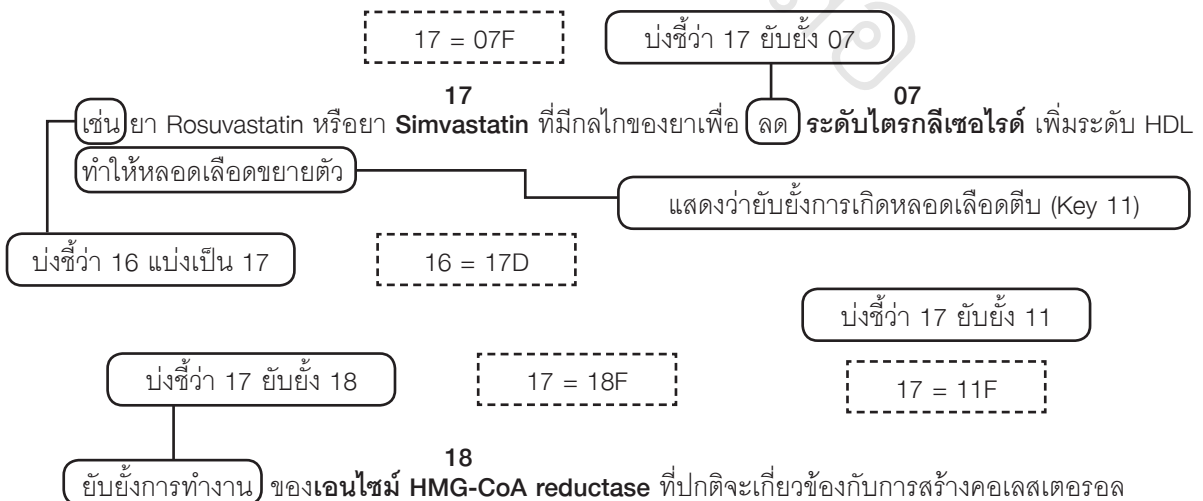 17 = 07F
บ่งชี้ว่า 17 ยับยั้ง 07
17 07
เช่น ยา Rosuvastatin หรือยา Simvastatin ที่มีกลไกของยาเพื่อ ลด ระดับไตรกลีเซอไรด์ เพิ่มระดับ HDL
ทำให้หลอดเลือดขยายตัว
แสดงว่ายับยั้งการเกิดหลอดเลือดตีบ (Key 11)
บ่งชี้ว่า 16 แบ่งเป็น 17
16 = 17D
บ่งชี้ว่า 17 ยับยั้ง 11
บ่งชี้ว่า 17 ยับยั้ง 18
17 = 18F
17 = 11F
18
ยับยั้งการทำงาน ของเอนไซม์ HMG-CoA reductase ที่ปกติจะเกี่ยวข้องกับการสร้างคอเลสเตอรอล